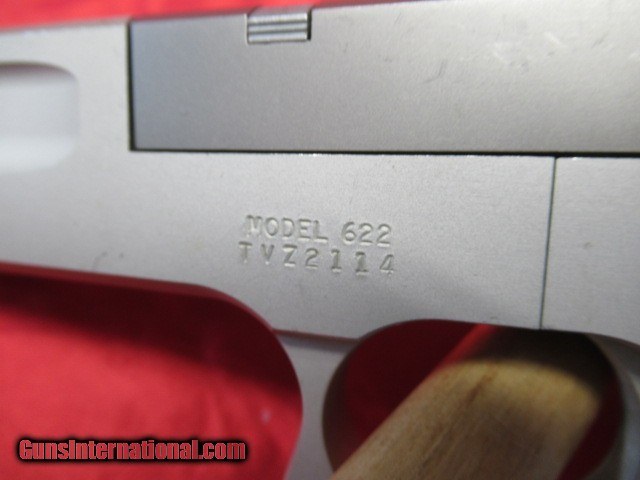 MODEL 622
TVZ2114
GunsInternational.com